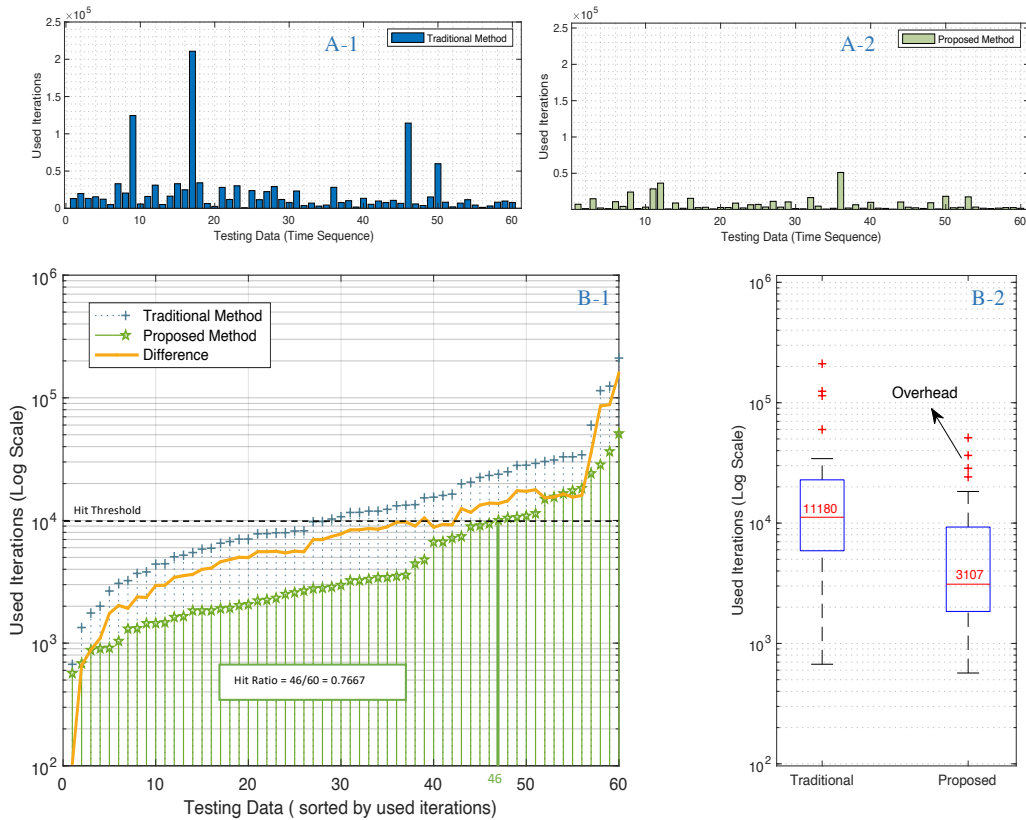 ×10^5
2.5
2
1.5
1
0.5
0
0
10
20
30
40
50
60
Used Iterations
Testing Data (Time Sequence)
A-1
Traditional Method
×10^5
2.5
2
1.5
1
0.5
10
20
30
40
50
60
Used Iterations
Testing Data (Time Sequence)
A-2
Proposed Method
10^6
10^5
10^4
10^3
10^2
Used Iterations (Log Scale)
B-1
Traditional Method
Proposed Method
Difference
Hit Threshold
Hit Ratio = 46/60 = 0.7667
0
10
20
30
40
46
50
60
Testing Data ( sorted by used iterations)
10^6
10^5
10^4
10^3
10^2
Used Iterations (Log Scale)
B-2
Overhead
11180
3107
Traditional
Proposed